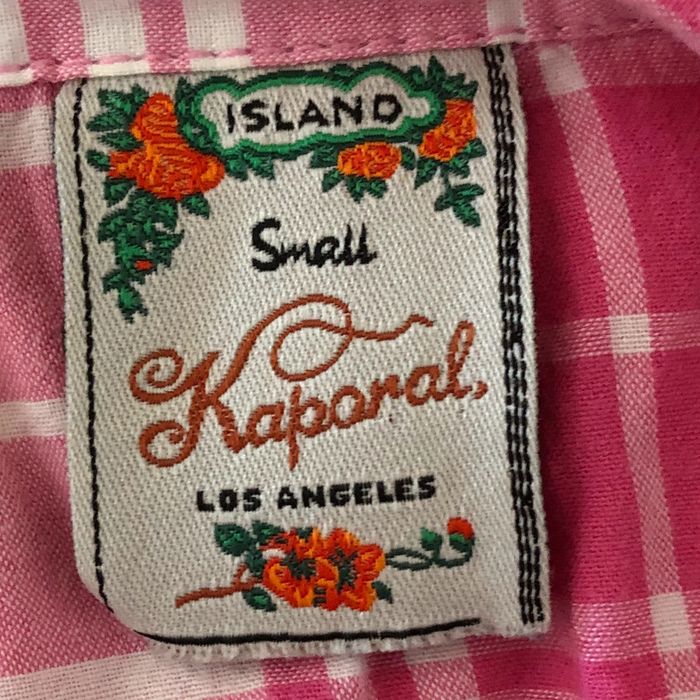 ISLAND
Small
Kaporal,
LOS ANGELES